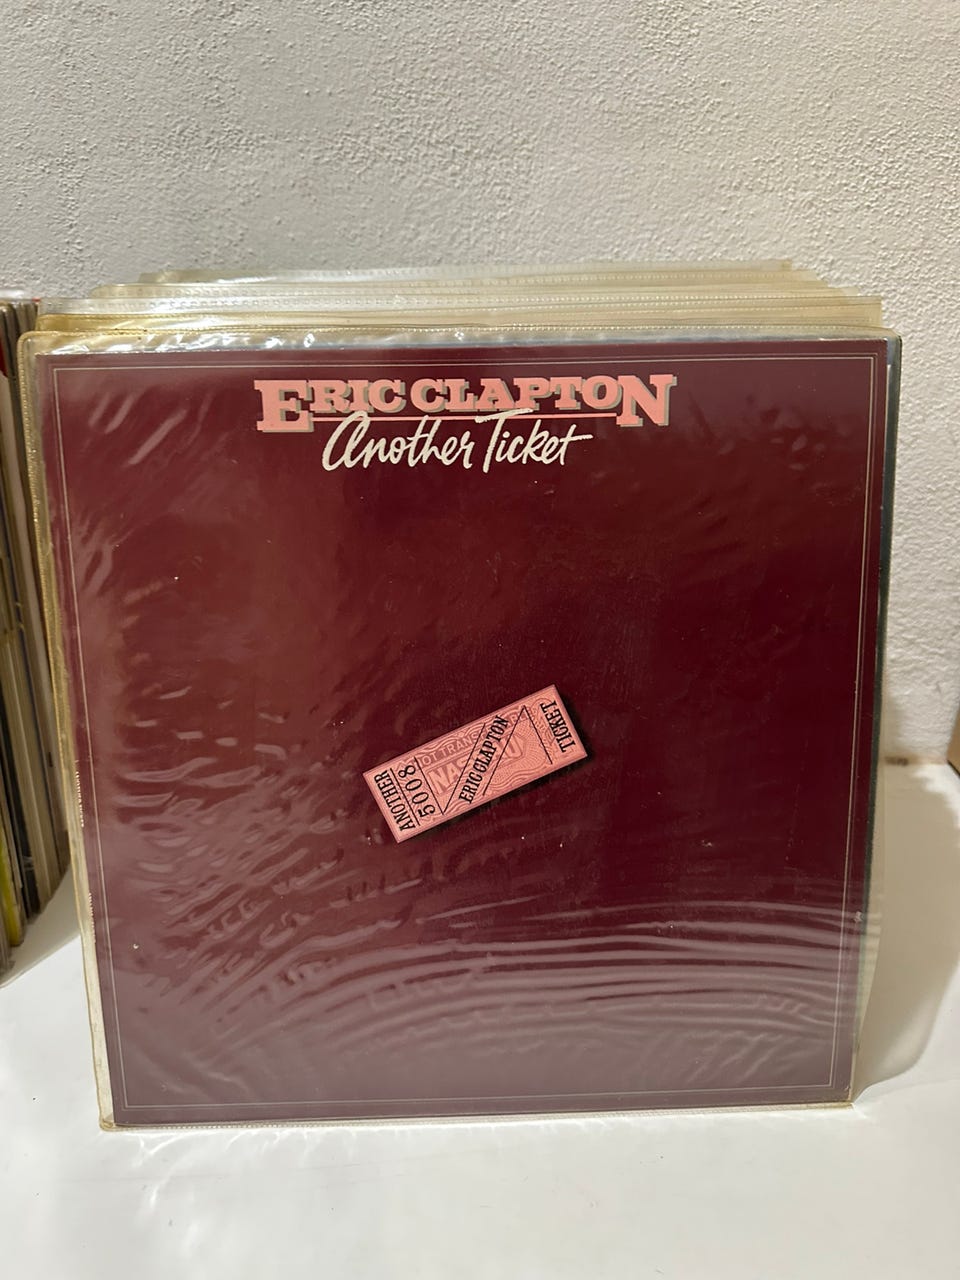 ERIC CLAPTON
Another Ticket
ANOTHER
5008
ERIC CLAPTON
TICKET